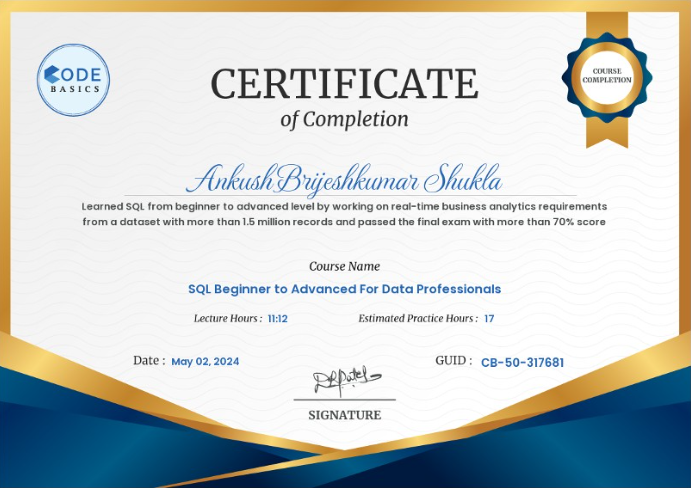 CODE
BASICS
COURSE
COMPLETION
CERTIFICATE
of Completion
Ankush Brijeshkumar Shukla
Learned SQL from beginner to advanced level by working on real-time business analytics requirements
from a dataset with more than 1.5 million records and passed the final exam with more than 70% score
Course Name
SQL Beginner to Advanced For Data Professionals
Lecture Hours : 11:12 Estimated Practice Hours : 17
Date : May 02, 2024 GUID : CB-50-317681
DPPatel
SIGNATURE